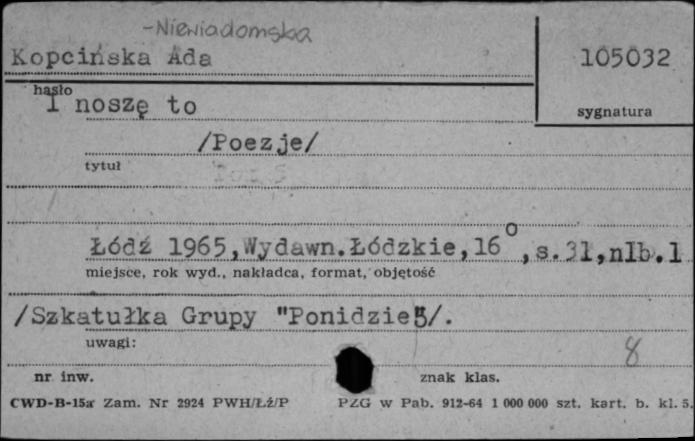 -Niewiadomska
Kopcińska Ada
105032
hasło
I noszę to
sygnatura
/Poezje/
tytuł
Łódź 1965,Wydawn.Łódzkie,16⁰,s.31,nlb.1
miejsce, rok wyd., nakładca, format, objętość
/Szkatułka Grupy "Ponidzie"/.
uwagi:
8
nr inw.
znak klas.
CWD-B-15a Zam. Nr 2924 PWH/Łź/P
PZG w Pab. 912-64 1 000 000 szt. kart. b. kl. 5.